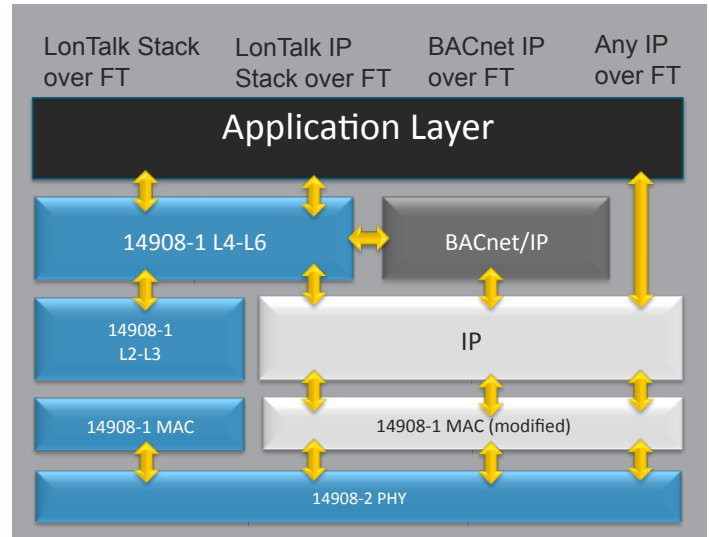 LonTalk Stack
over FT
LonTalk IP
Stack over FT
BACnet IP
over FT
Any IP
over FT
Application Layer
14908-1 L4-L6
BACnet/IP
14908-1
L2-L3
IP
14908-1 MAC
14908-1 MAC (modified)
14908-2 PHY